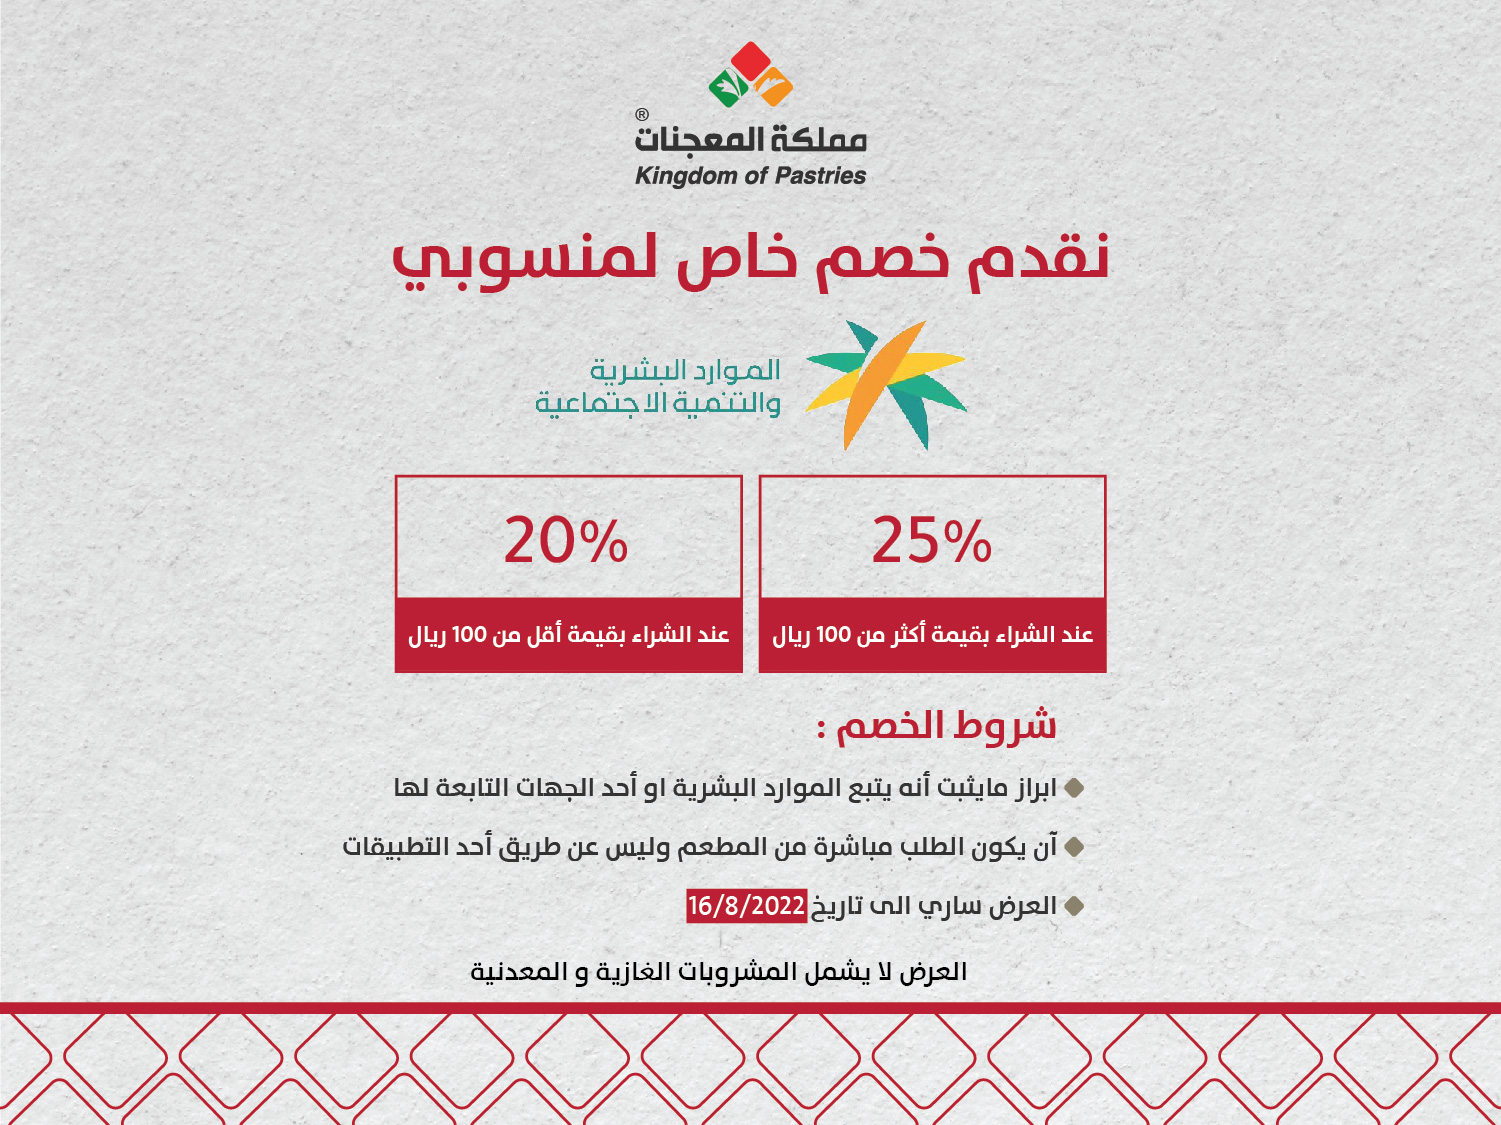 ®
مملكة المعجنات
Kingdom of Pastries
نقدم خصم خاص لمنسوبي
الموارد البشرية
والتنمية الاجتماعية
25%
عند الشراء بقيمة أكثر من 100 ريال
20%
عند الشراء بقيمة أقل من 100 ريال
شروط الخصم :
ابراز مايثبت أنه يتبع الموارد البشرية او أحد الجهات التابعة لها
آن يكون الطلب مباشرة من المطعم وليس عن طريق أحد التطبيقات
العرض ساري الى تاريخ 16/8/2022
العرض لا يشمل المشروبات الغازية و المعدنية